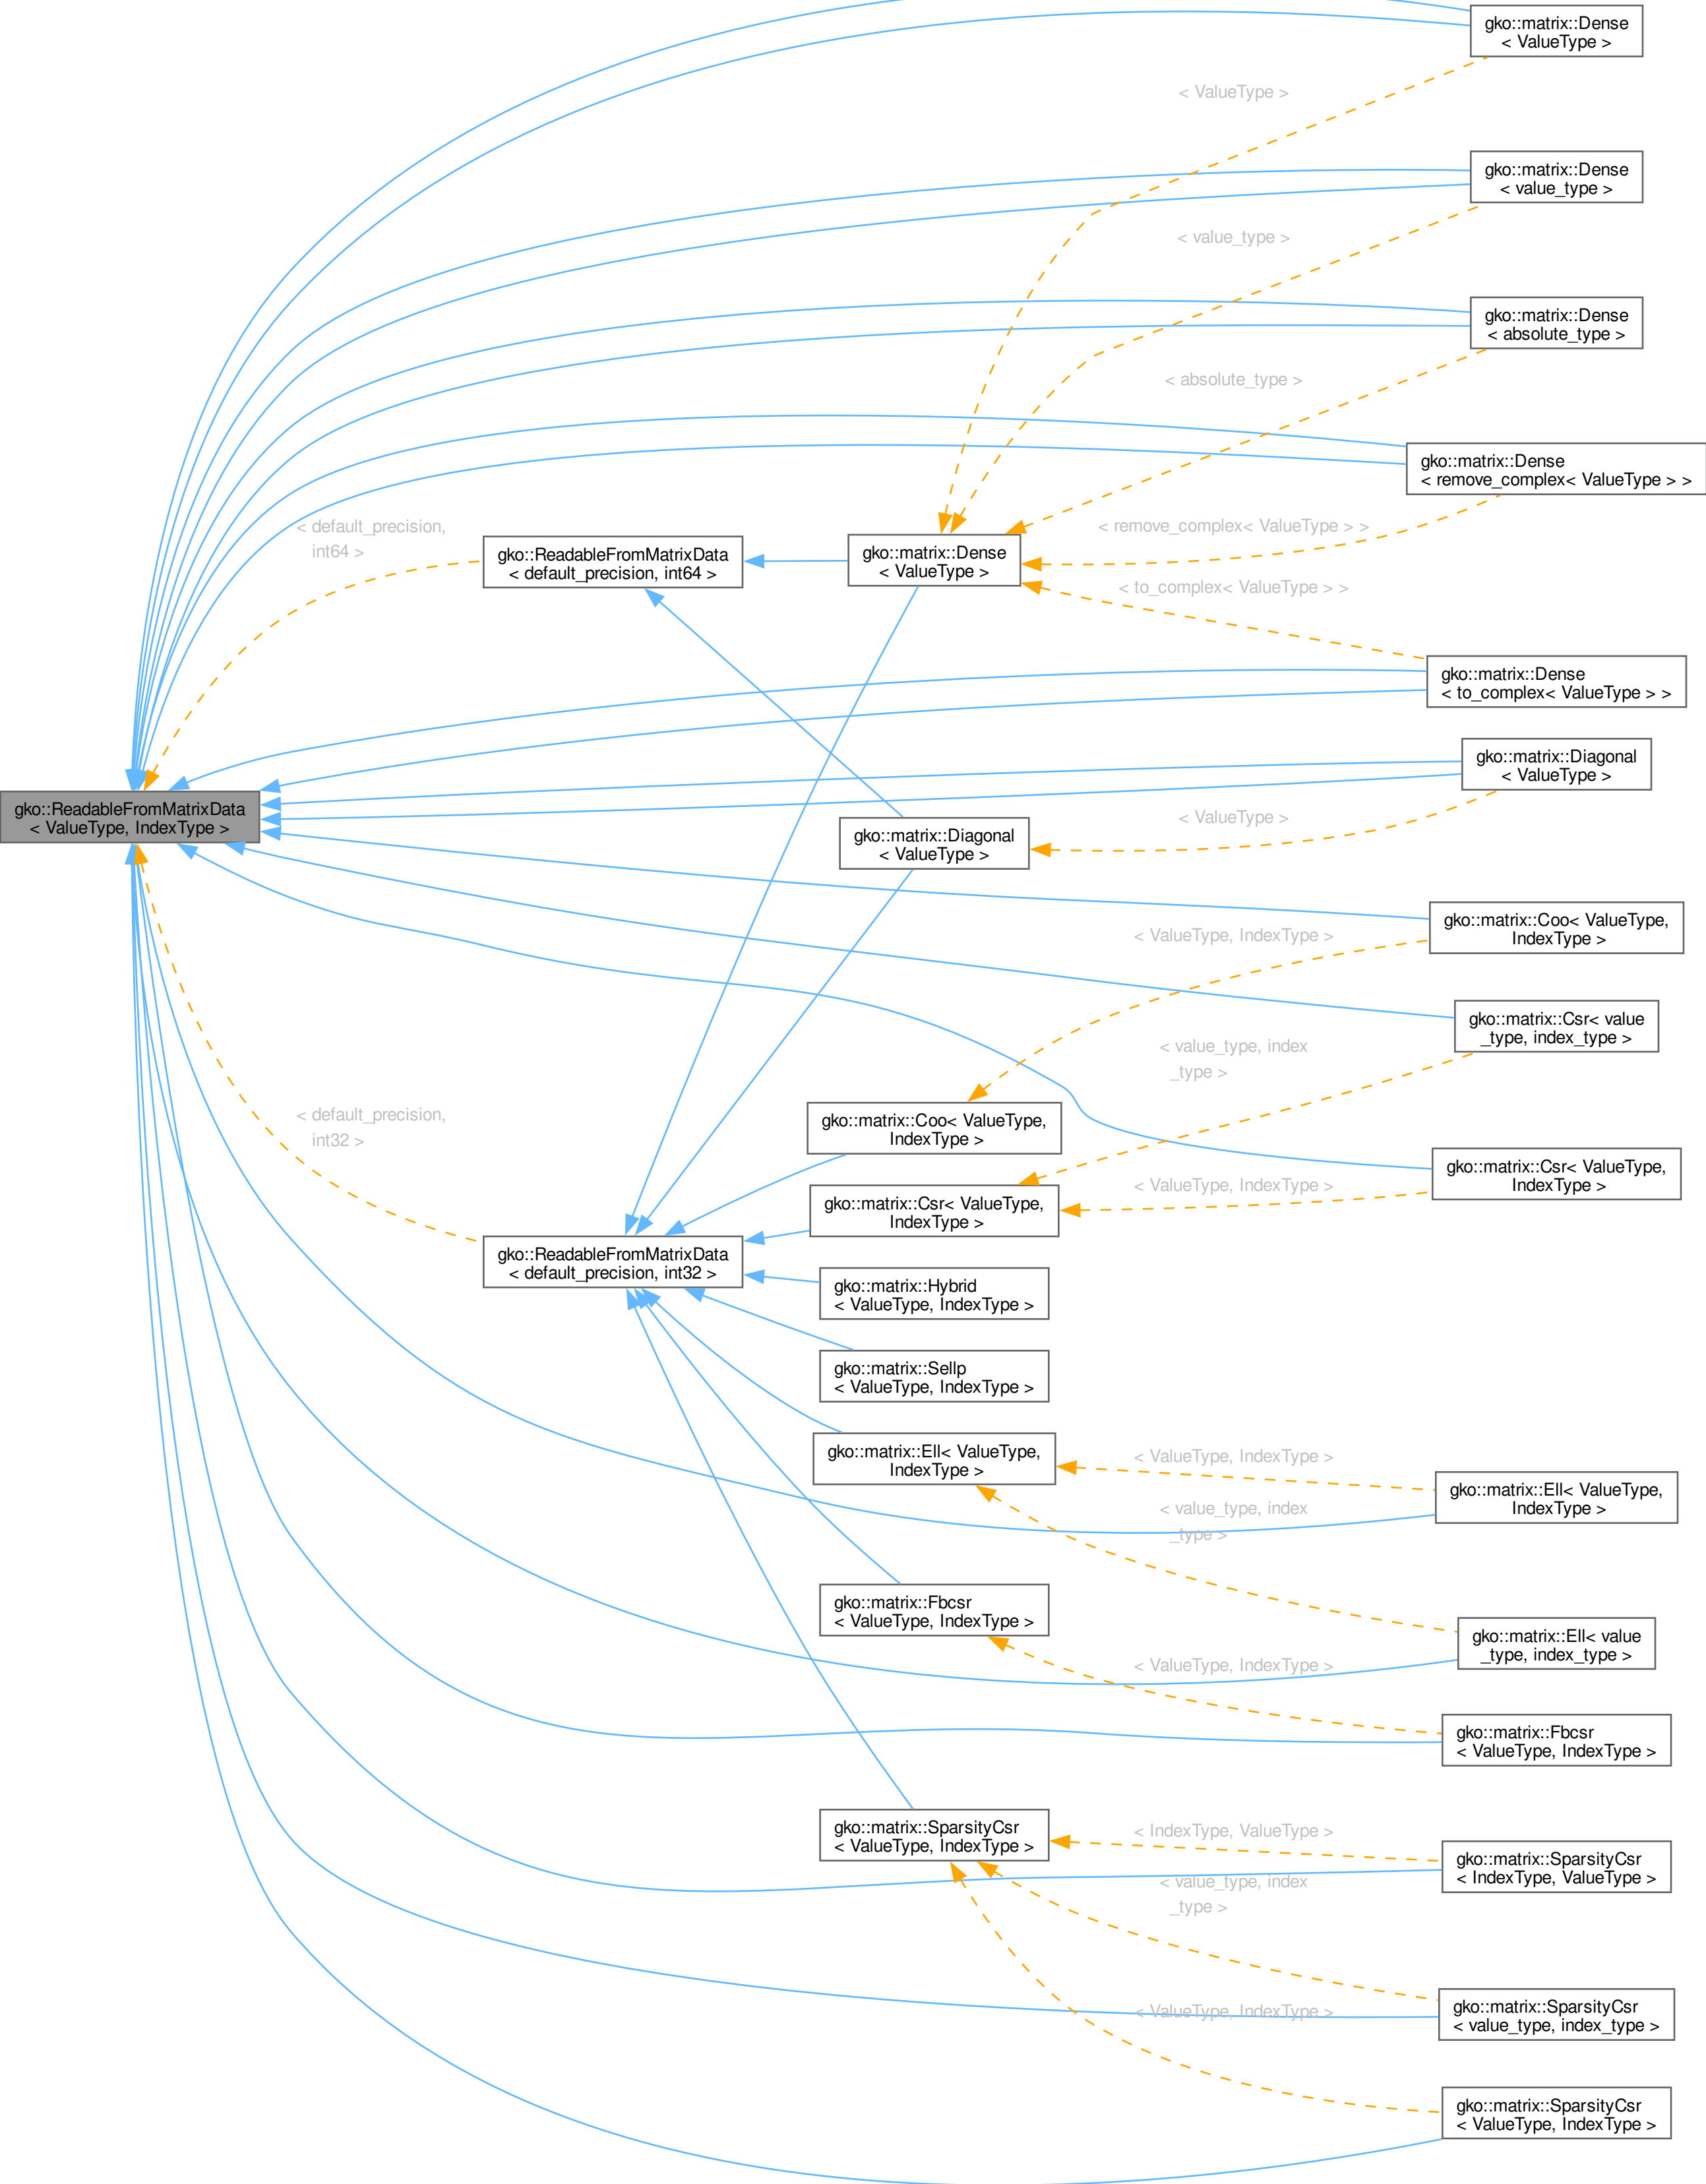 gko::matrix::Dense
< ValueType >
< ValueType >
gko::matrix::Dense
< value_type >
< value_type >
gko::matrix::Dense
< absolute_type >
< absolute_type >
gko::matrix::Dense
< remove_complex< ValueType > >
< default_precision,
int64 >
< remove_complex< ValueType > >
gko::ReadableFromMatrixData
< default_precision, int64 >
gko::matrix::Dense
< ValueType >
< to_complex< ValueType > >
gko::matrix::Dense
< to_complex< ValueType > >
gko::matrix::Diagonal
< ValueType >
gko::ReadableFromMatrixData
< ValueType, IndexType >
< ValueType >
gko::matrix::Diagonal
< ValueType >
gko::matrix::Coo< ValueType,
IndexType >
< ValueType, IndexType >
gko::matrix::Csr< value
_type, index_type >
< value_type, index
_type >
< default_precision,
int32 >
gko::matrix::Coo< ValueType,
IndexType >
gko::matrix::Csr< ValueType,
IndexType >
< ValueType, IndexType >
gko::matrix::Csr< ValueType,
IndexType >
gko::ReadableFromMatrixData
< default_precision, int32 >
gko::matrix::Hybrid
< ValueType, IndexType >
gko::matrix::Sellp
< ValueType, IndexType >
gko::matrix::Ell< ValueType,
IndexType >
< ValueType, IndexType >
gko::matrix::Ell< ValueType,
IndexType >
< value_type, index
_type >
gko::matrix::Fbcsr
< ValueType, IndexType >
gko::matrix::Ell< value
_type, index_type >
< ValueType, IndexType >
gko::matrix::Fbcsr
< ValueType, IndexType >
gko::matrix::SparsityCsr
< ValueType, IndexType >
< IndexType, ValueType >
gko::matrix::SparsityCsr
< IndexType, ValueType >
< value_type, index
_type >
gko::matrix::SparsityCsr
< value_type, index_type >
< ValueType, IndexType >
gko::matrix::SparsityCsr
< ValueType, IndexType >